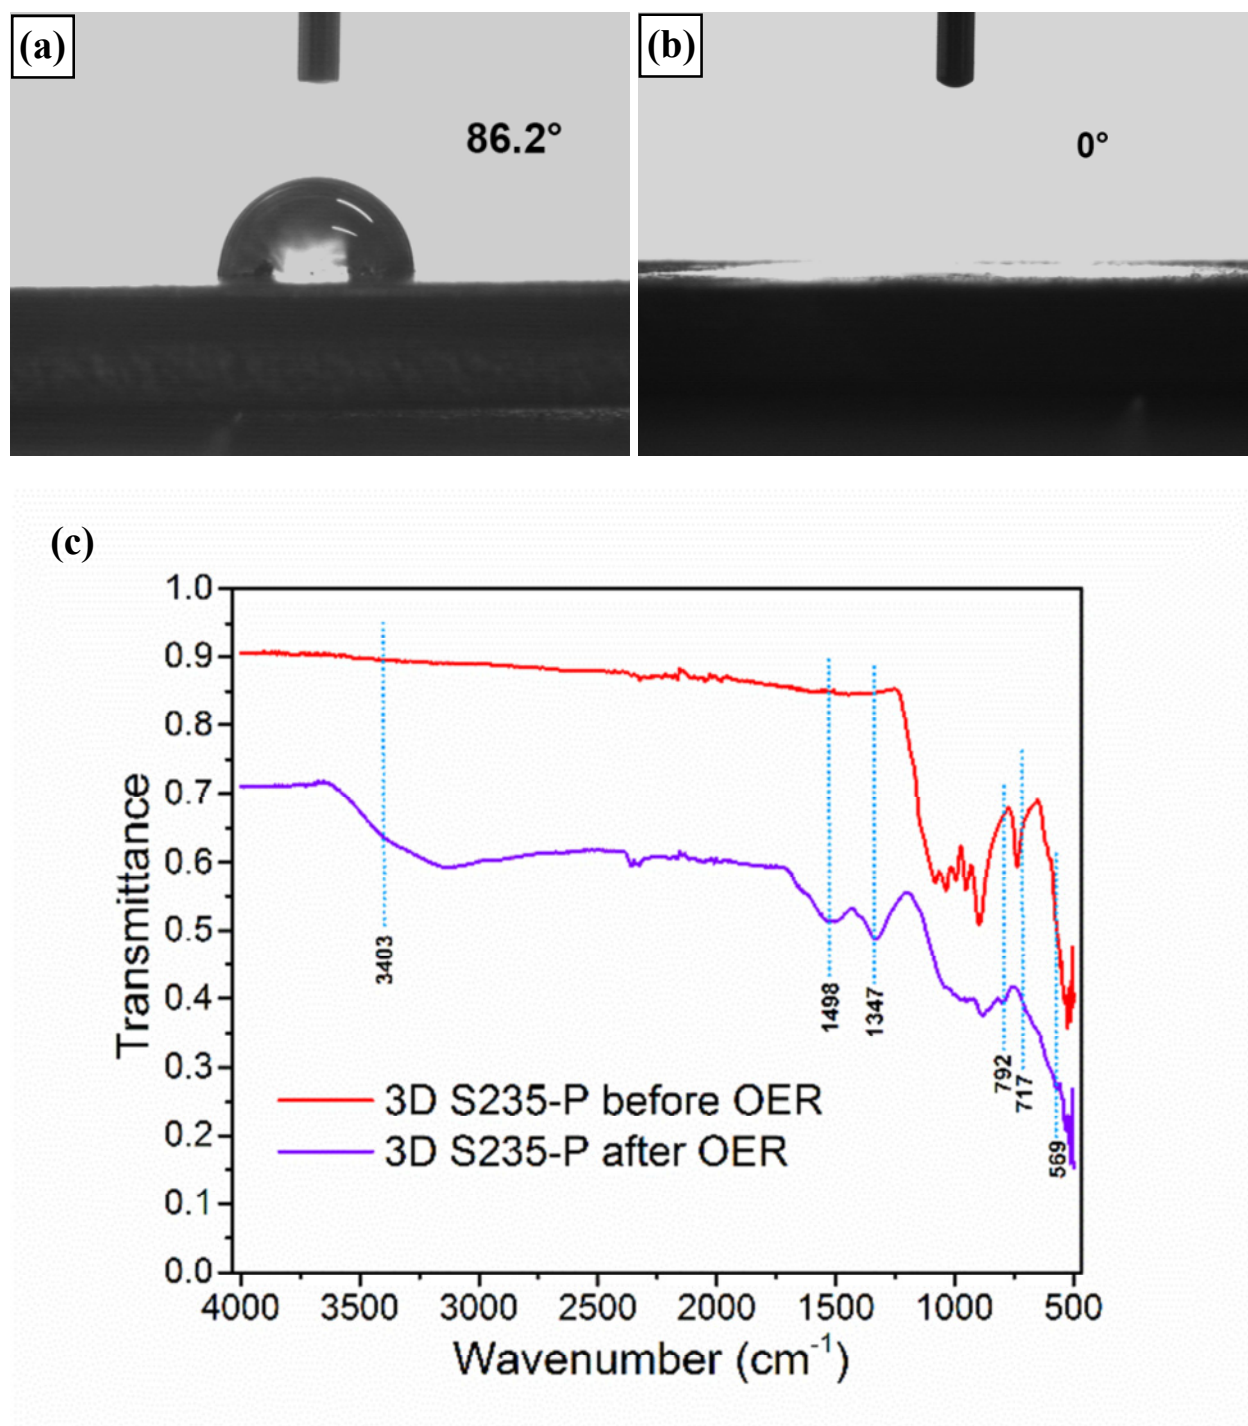 (a)
86.2°
(b)
0°
(c)
1.0
0.9
0.8
0.7
0.6
0.5
0.4
0.3
0.2
0.1
0.0
Transmittance
3403
1498
1347
792
717
569
3D S235-P before OER
3D S235-P after OER
4000 3500 3000 2500 2000 1500 1000 500
Wavenumber (cm⁻¹)